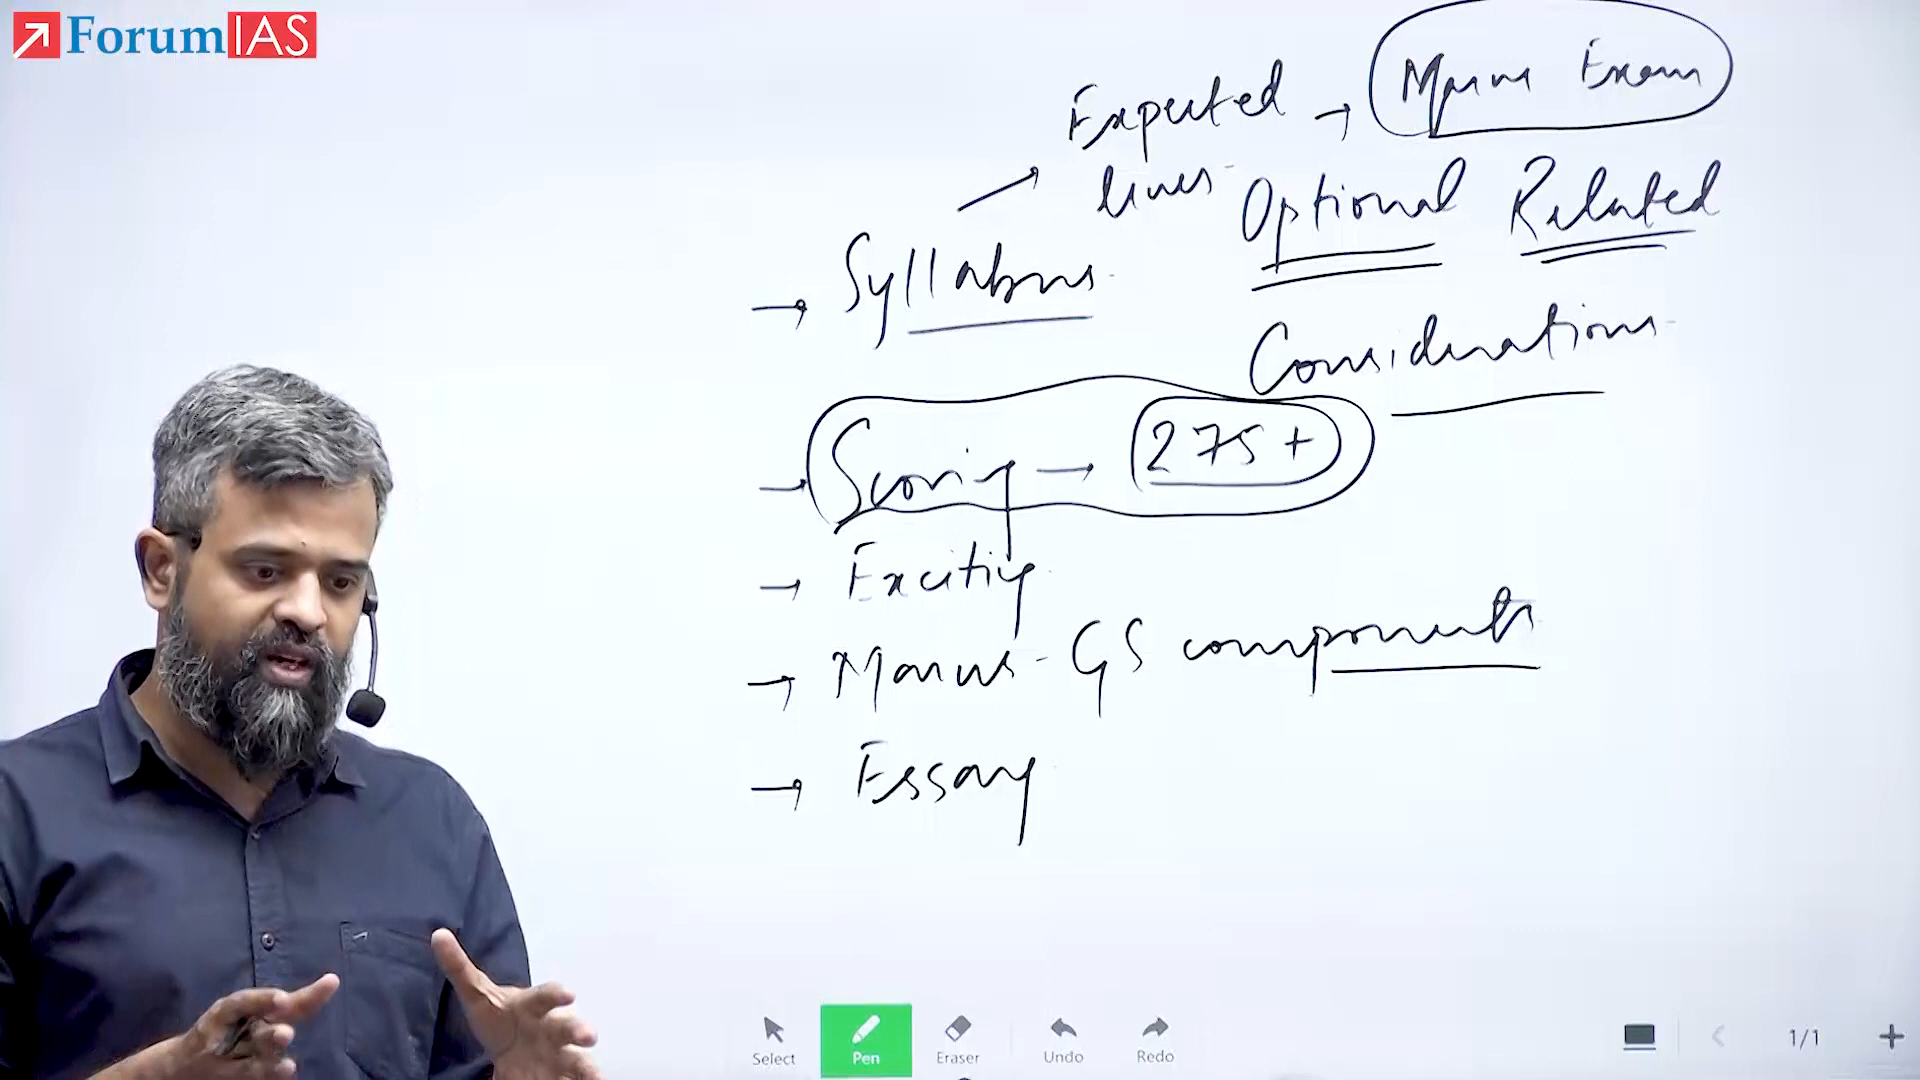 ForumIAS
Expected → Mains Exam
lines
Optional Related
→ Syllabus
Considerations
→ Scoring → 275+
→ Exciting
→ Mains - GS components
→ Essay
Select Pen Eraser Undo Redo 1/1